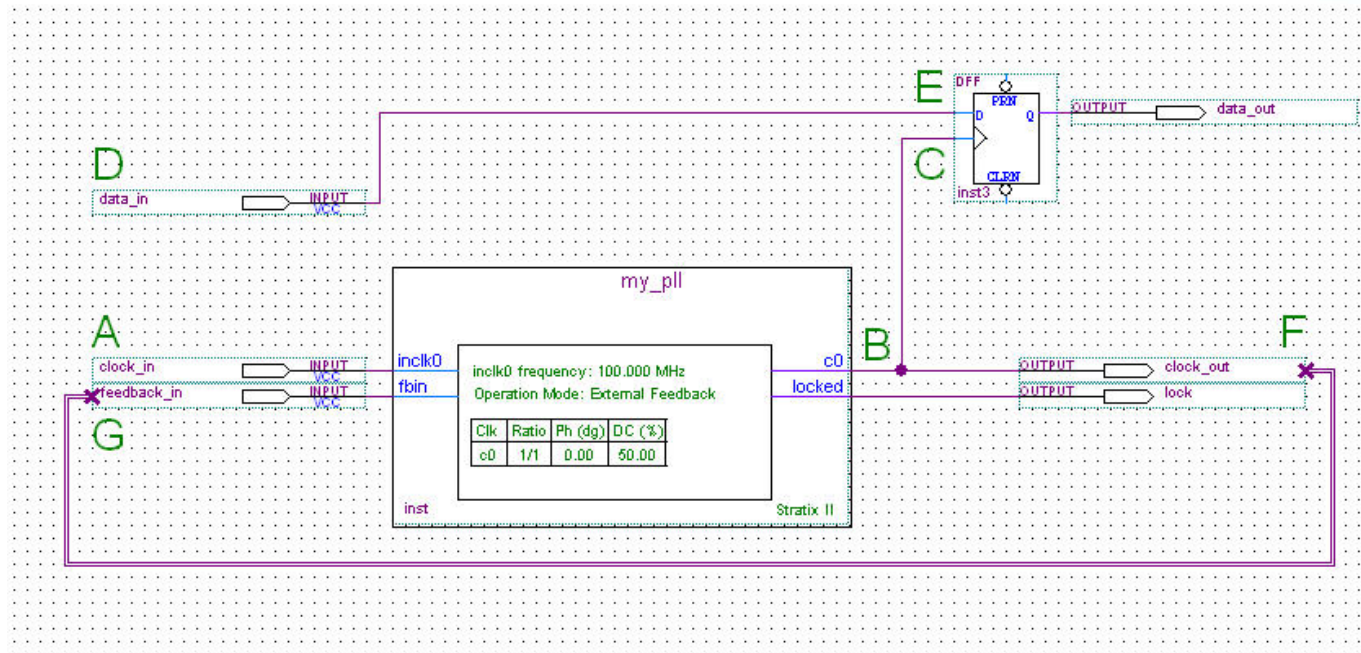 E
DFF
PRN
D
Q
OUTPUT
data_out
C
CLRN
inst3
D
data_in
INPUT
VCC
my_pll
A
clock_in
INPUT
VCC
inclk0
inclk0 frequency: 100.000 MHz
c0
B
OUTPUT
clock_out
F
feedback_in
INPUT
VCC
fbin
Operation Mode: External Feedback
locked
OUTPUT
lock
G
Clk Ratio Ph (dg) DC (%)
c0 1/1 0.00 50.00
inst
Stratix II